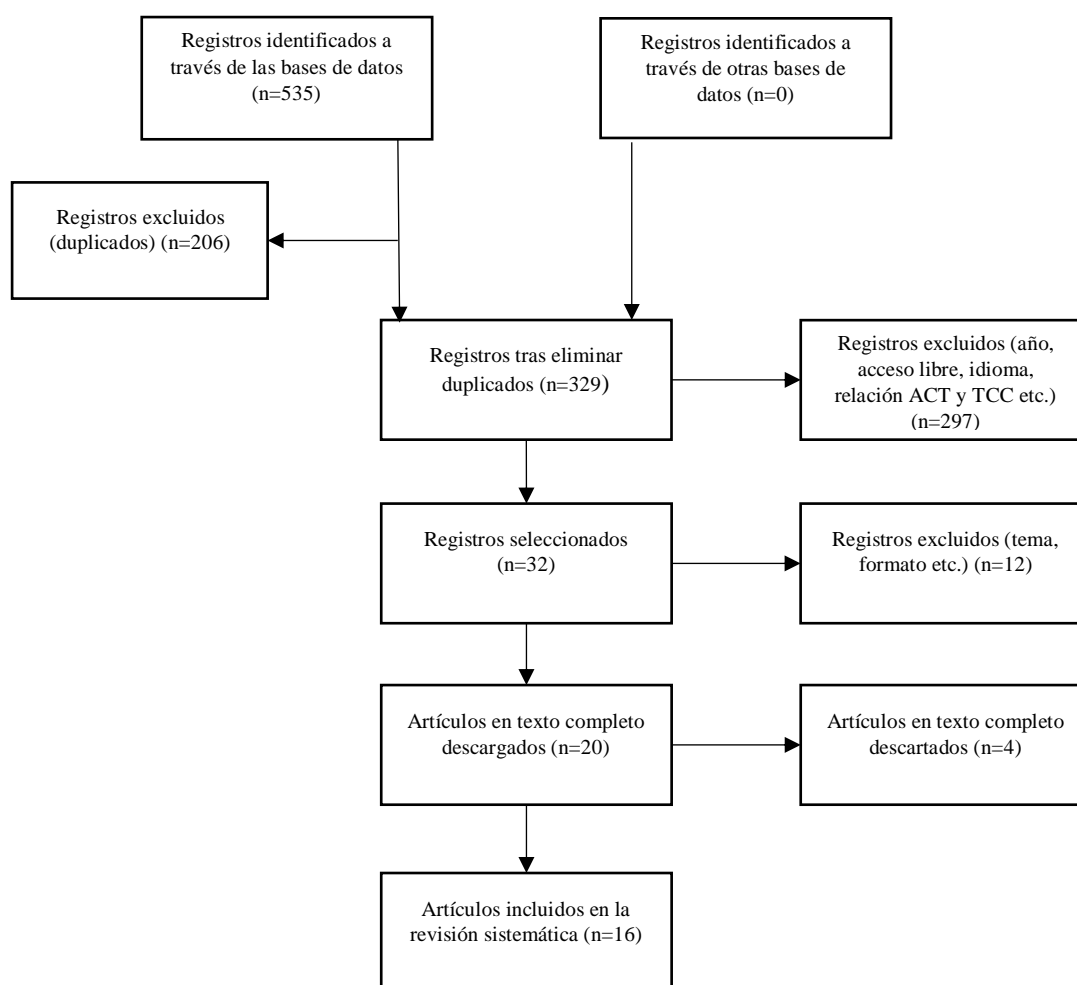 Registros identificados a
través de las bases de datos
(n=535)
Registros identificados a
través de otras bases de
datos (n=0)
Registros excluidos
(duplicados) (n=206)
Registros tras eliminar
duplicados (n=329)
Registros excluidos (año,
acceso libre, idioma,
relación ACT y TCC etc.)
(n=297)
Registros seleccionados
(n=32)
Registros excluidos (tema,
formato etc.) (n=12)
Artículos en texto completo
descargados (n=20)
Artículos en texto completo
descartados (n=4)
Artículos incluidos en la
revisión sistemática (n=16)